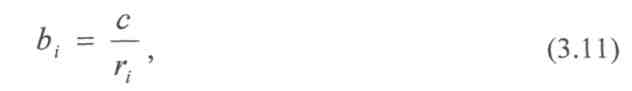 b_i = c / r_i , (3.11)